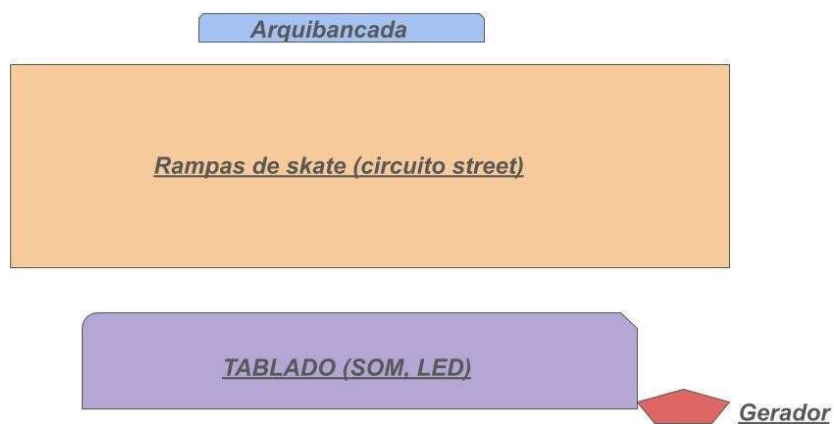 Arquibancada
Rampas de skate (circuito street)
TABLADO (SOM, LED)
Gerador